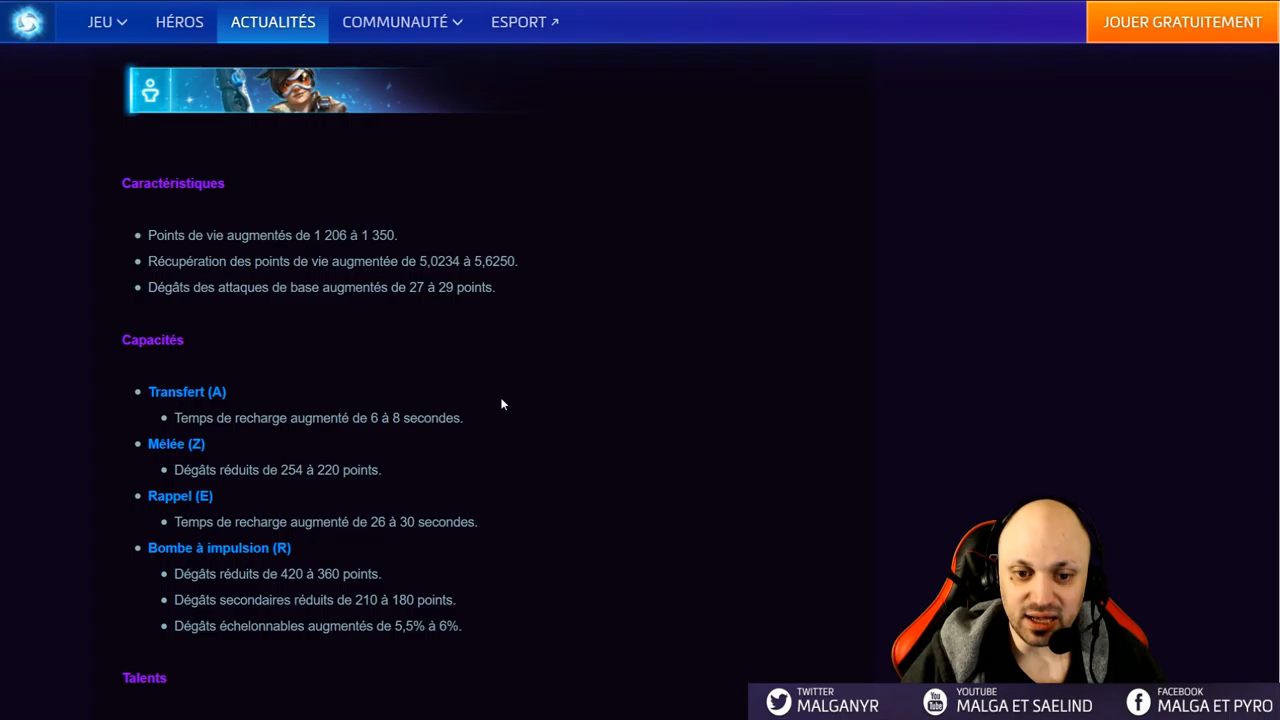 JEU HÉROS ACTUALITÉS COMMUNAUTÉ ESPORT JOUER GRATUITEMENT
Caractéristiques
Points de vie augmentés de 1 206 à 1 350.
Récupération des points de vie augmentée de 5,0234 à 5,6250.
Dégâts des attaques de base augmentés de 27 à 29 points.
Capacités
Transfert (A)
Temps de recharge augmenté de 6 à 8 secondes.
Mêlée (Z)
Dégâts réduits de 254 à 220 points.
Rappel (E)
Temps de recharge augmenté de 26 à 30 secondes.
Bombe à impulsion (R)
Dégâts réduits de 420 à 360 points.
Dégâts secondaires réduits de 210 à 180 points.
Dégâts échelonnables augmentés de 5,5% à 6%.
Talents
TWITTER
MALGANYR
YOUTUBE
MALGA ET SAELIND
FACEBOOK
MALGA ET PYRO